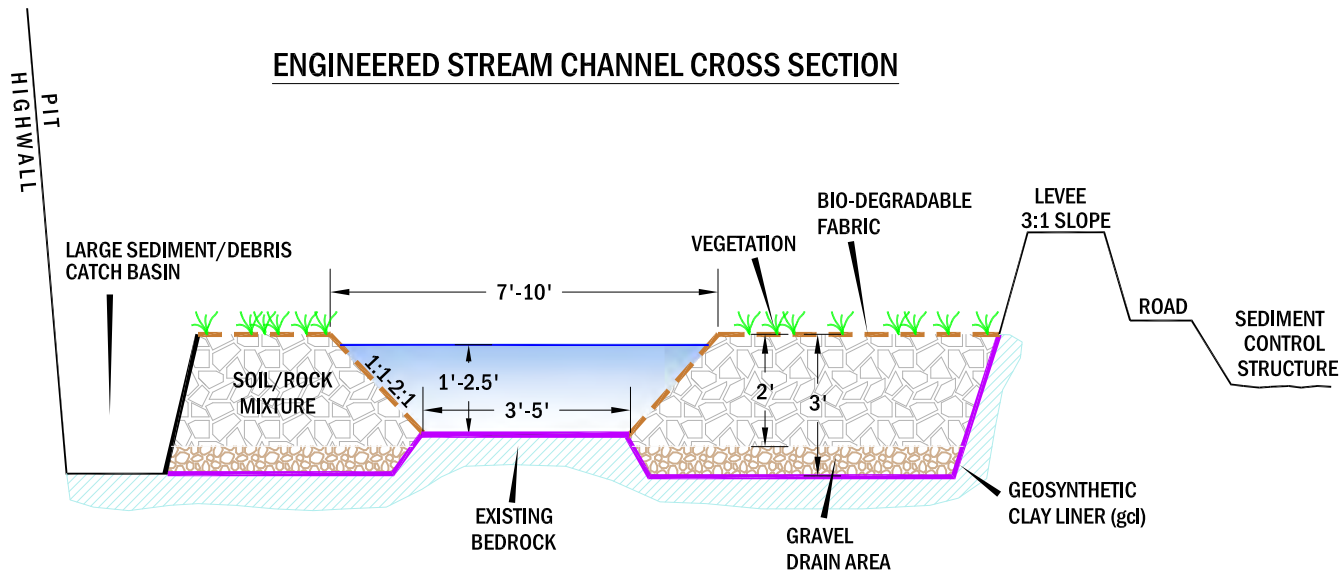 ENGINEERED STREAM CHANNEL CROSS SECTION
PIT
HIGHWALL
LARGE SEDIMENT/DEBRIS
CATCH BASIN
VEGETATION
BIO-DEGRADABLE
FABRIC
LEVEE
3:1 SLOPE
ROAD
SEDIMENT
CONTROL
STRUCTURE
7'-10'
SOIL/ROCK
MIXTURE
1:1-2:1
1'-2.5'
3'-5'
2'
3'
EXISTING
BEDROCK
GRAVEL
DRAIN AREA
GEOSYNTHETIC
CLAY LINER (gcl)